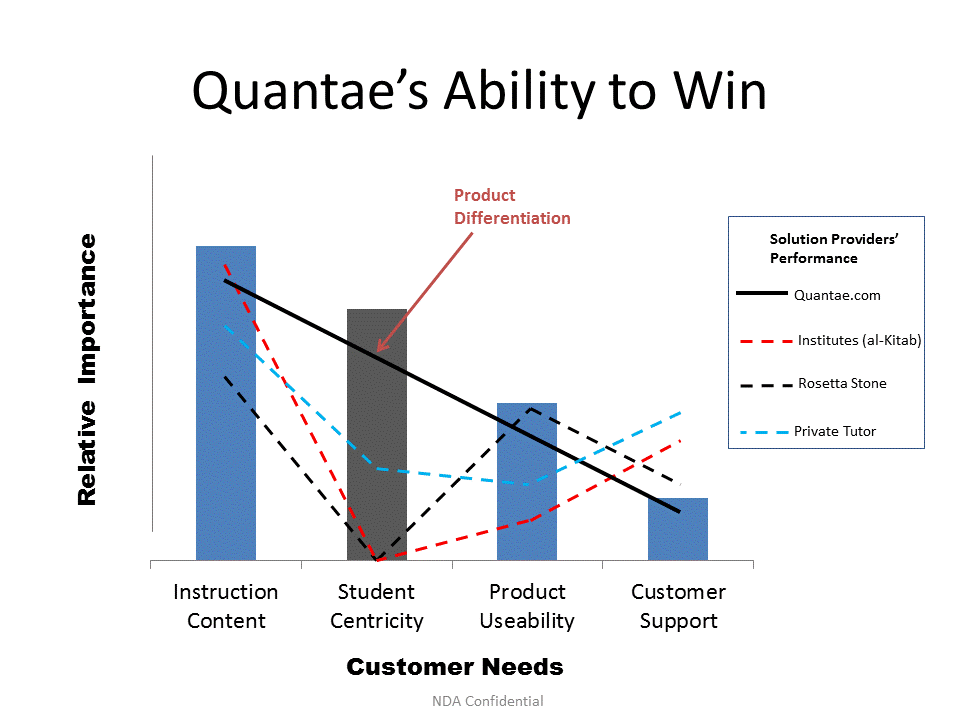 Quantae’s Ability to Win
Product
Differentiation
Relative Importance
Solution Providers’
Performance
Quantae.com
Institutes (al-Kitab)
Rosetta Stone
Private Tutor
Instruction
Content
Student
Centricity
Product
Useability
Customer
Support
Customer Needs
NDA Confidential